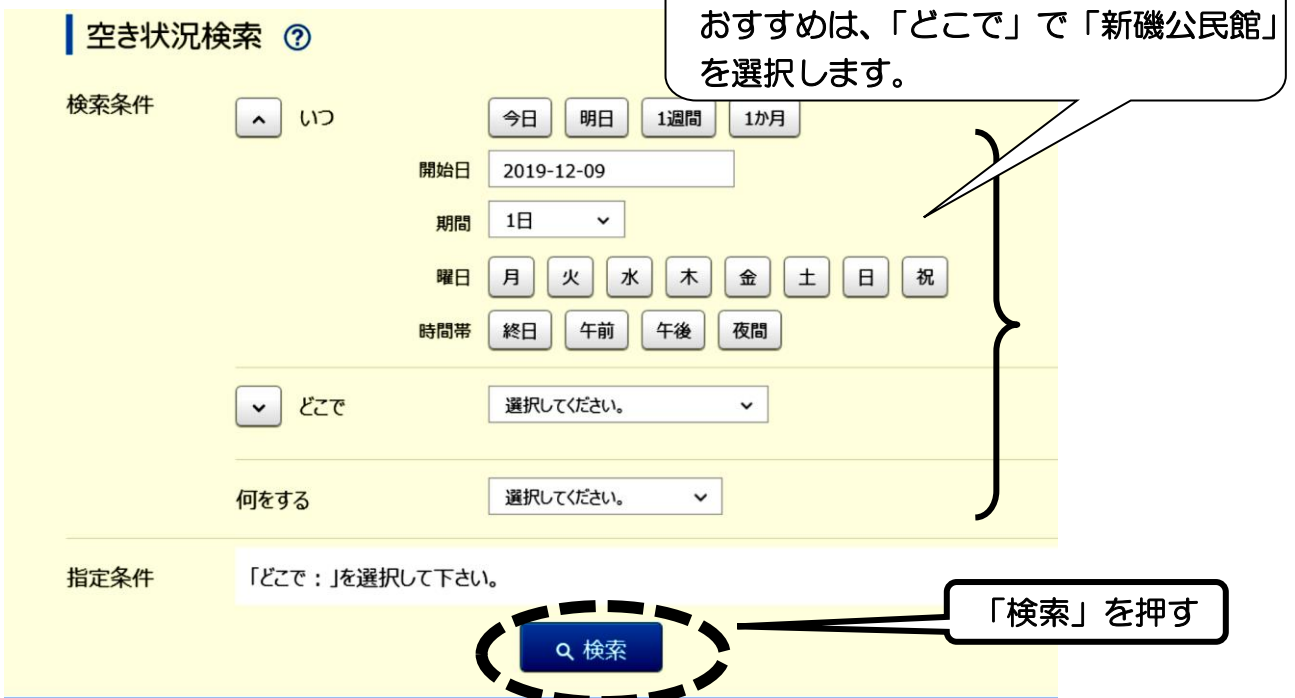 おすすめは、「どこで」で「新磯公民館」
を選択します。
空き状況検索 ?
検索条件
いつ
今日 明日 1週間 1か月
開始日 2019-12-09
期間 1日
曜日 月 火 水 木 金 土 日 祝
時間帯 終日 午前 午後 夜間
どこで 選択してください。
何をする 選択してください。
指定条件 「どこで：」を選択して下さい。
「検索」を押す
検索